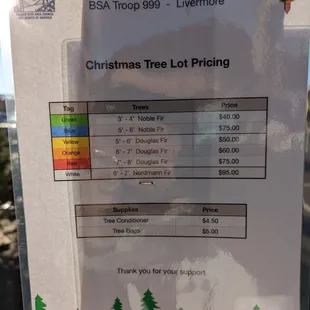 BSA Troop 999 - Livermore
Christmas Tree Lot Pricing
Tag Trees Price
Green 3' - 4' Noble Fir $40.00
Blue 5' - 6' Noble Fir $75.00
Yellow 5' - 6' Douglas Fir $50.00
Orange 6' - 7' Douglas Fir $60.00
Red 7' - 8' Douglas Fir $75.00
White 6' - 7' Nordmann Fir $95.00
Supplies Price
Tree Conditioner $4.50
Tree Bags $5.00
Thank you for your support